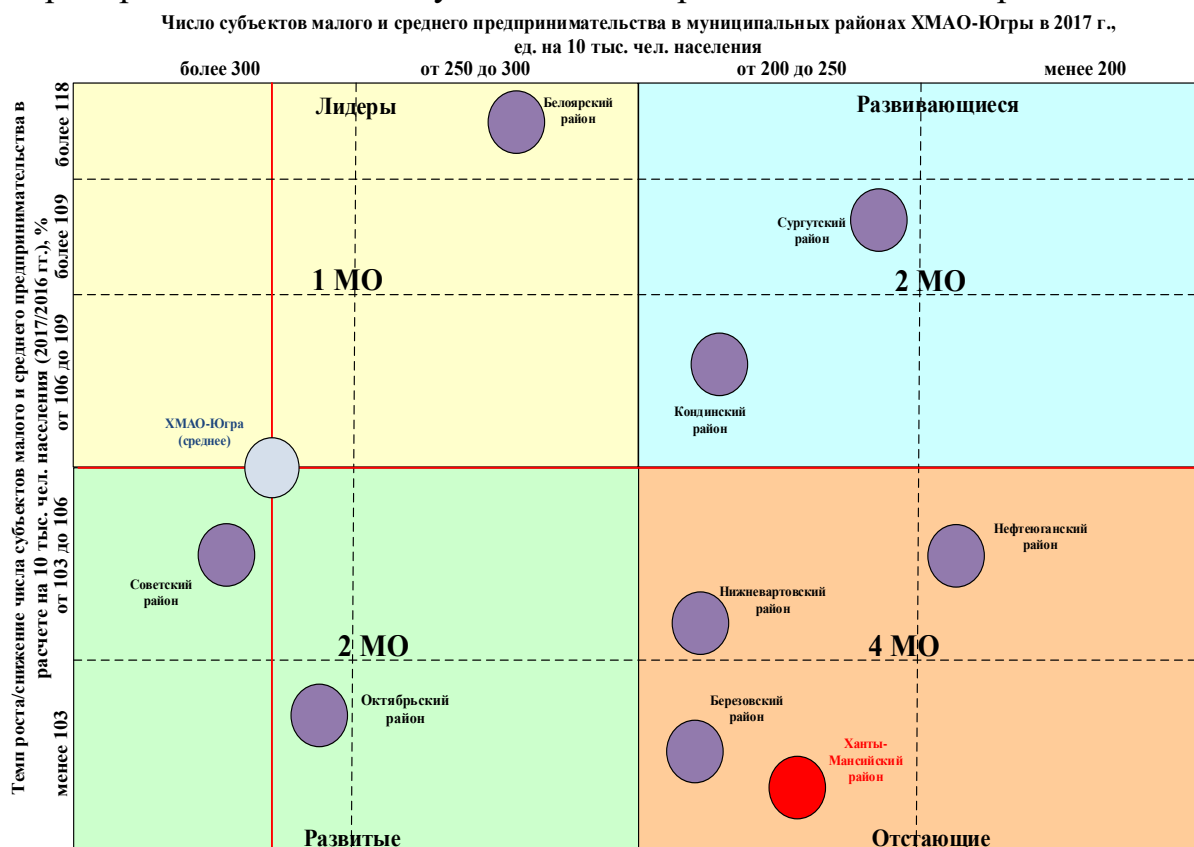 Число субъектов малого и среднего предпринимательства в муниципальных районах ХМАО-Югры в 2017 г.,
ед. на 10 тыс. чел. населения
более 300
от 250 до 300
от 200 до 250
менее 200
Темп роста/снижение числа субъектов малого и среднего предпринимательства в
расчете на 10 тыс. чел. населения (2017/2016 гг.), %
более 118
более 109
от 106 до 109
от 103 до 106
менее 103
Лидеры
Белоярский
район
1 МО
Развивающиеся
Сургутский
район
2 МО
Кондинский
район
ХМАО-Югра
(среднее)
Советский
район
2 МО
Октябрьский
район
Развитые
Нефтеюганский
район
Нижневартовский
район
4 МО
Березовский
район
Ханты-
Мансийский
район
Отстающие